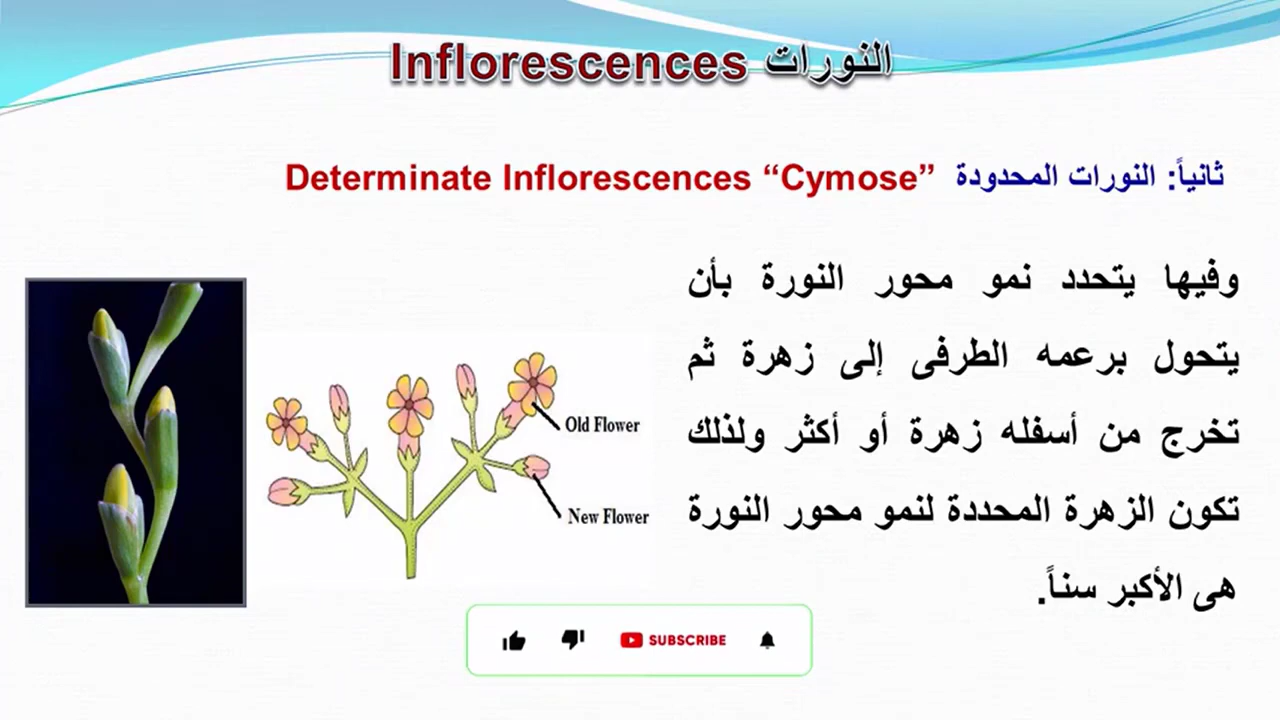 النورات Inflorescences
ثانياً: النورات المحدودة Determinate Inflorescences “Cymose”
وفيها يتحدد نمو محور النورة بأن
يتحول برعمه الطرفى إلى زهرة ثم
تخرج من أسفله زهرة أو أكثر ولذلك
تكون الزهرة المحددة لنمو محور النورة
هى الأكبر سناً.
Old Flower
New Flower
SUBSCRIBE